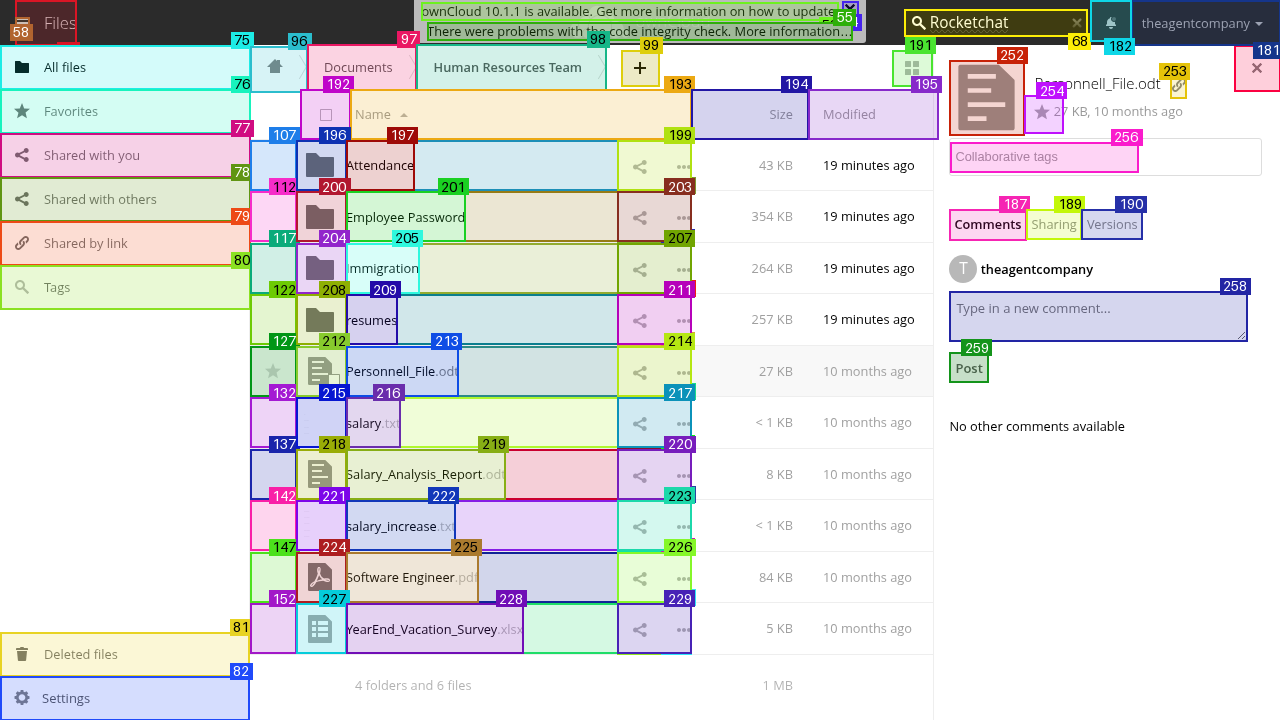 Files
ownCloud 10.1.1 is available. Get more information on how to update
There were problems with the code integrity check. More information…
Rocketchat
theagentcompany
58
55
68
182
181
75
All files
76
Favorites
77
Shared with you
78
Shared with others
79
Shared by link
80
Tags
81
Deleted files
82
Settings
96
97
Documents
98
Human Resources Team
99
+
191
192
193
Name
194
Size
195
Modified
107
196
197
Attendance
199
43 KB
19 minutes ago
112
200
201
Employee Password
203
354 KB
19 minutes ago
117
204
205
Immigration
207
264 KB
19 minutes ago
122
208
209
resumes
211
257 KB
19 minutes ago
127
212
213
Personnell_File.odt
214
27 KB
10 months ago
132
215
216
salary.txt
217
< 1 KB
10 months ago
137
218
219
Salary_Analysis_Report.odt
220
8 KB
10 months ago
142
221
222
salary_increase.txt
223
< 1 KB
10 months ago
147
224
225
Software Engineer.pdf
226
84 KB
10 months ago
152
227
228
YearEnd_Vacation_Survey.xlsx
229
5 KB
10 months ago
4 folders and 6 files
1 MB
252
Personnell_File.odt
253
254
27 KB, 10 months ago
256
Collaborative tags
187
Comments
189
Sharing
190
Versions
T
theagentcompany
258
Type in a new comment…
259
Post
No other comments available